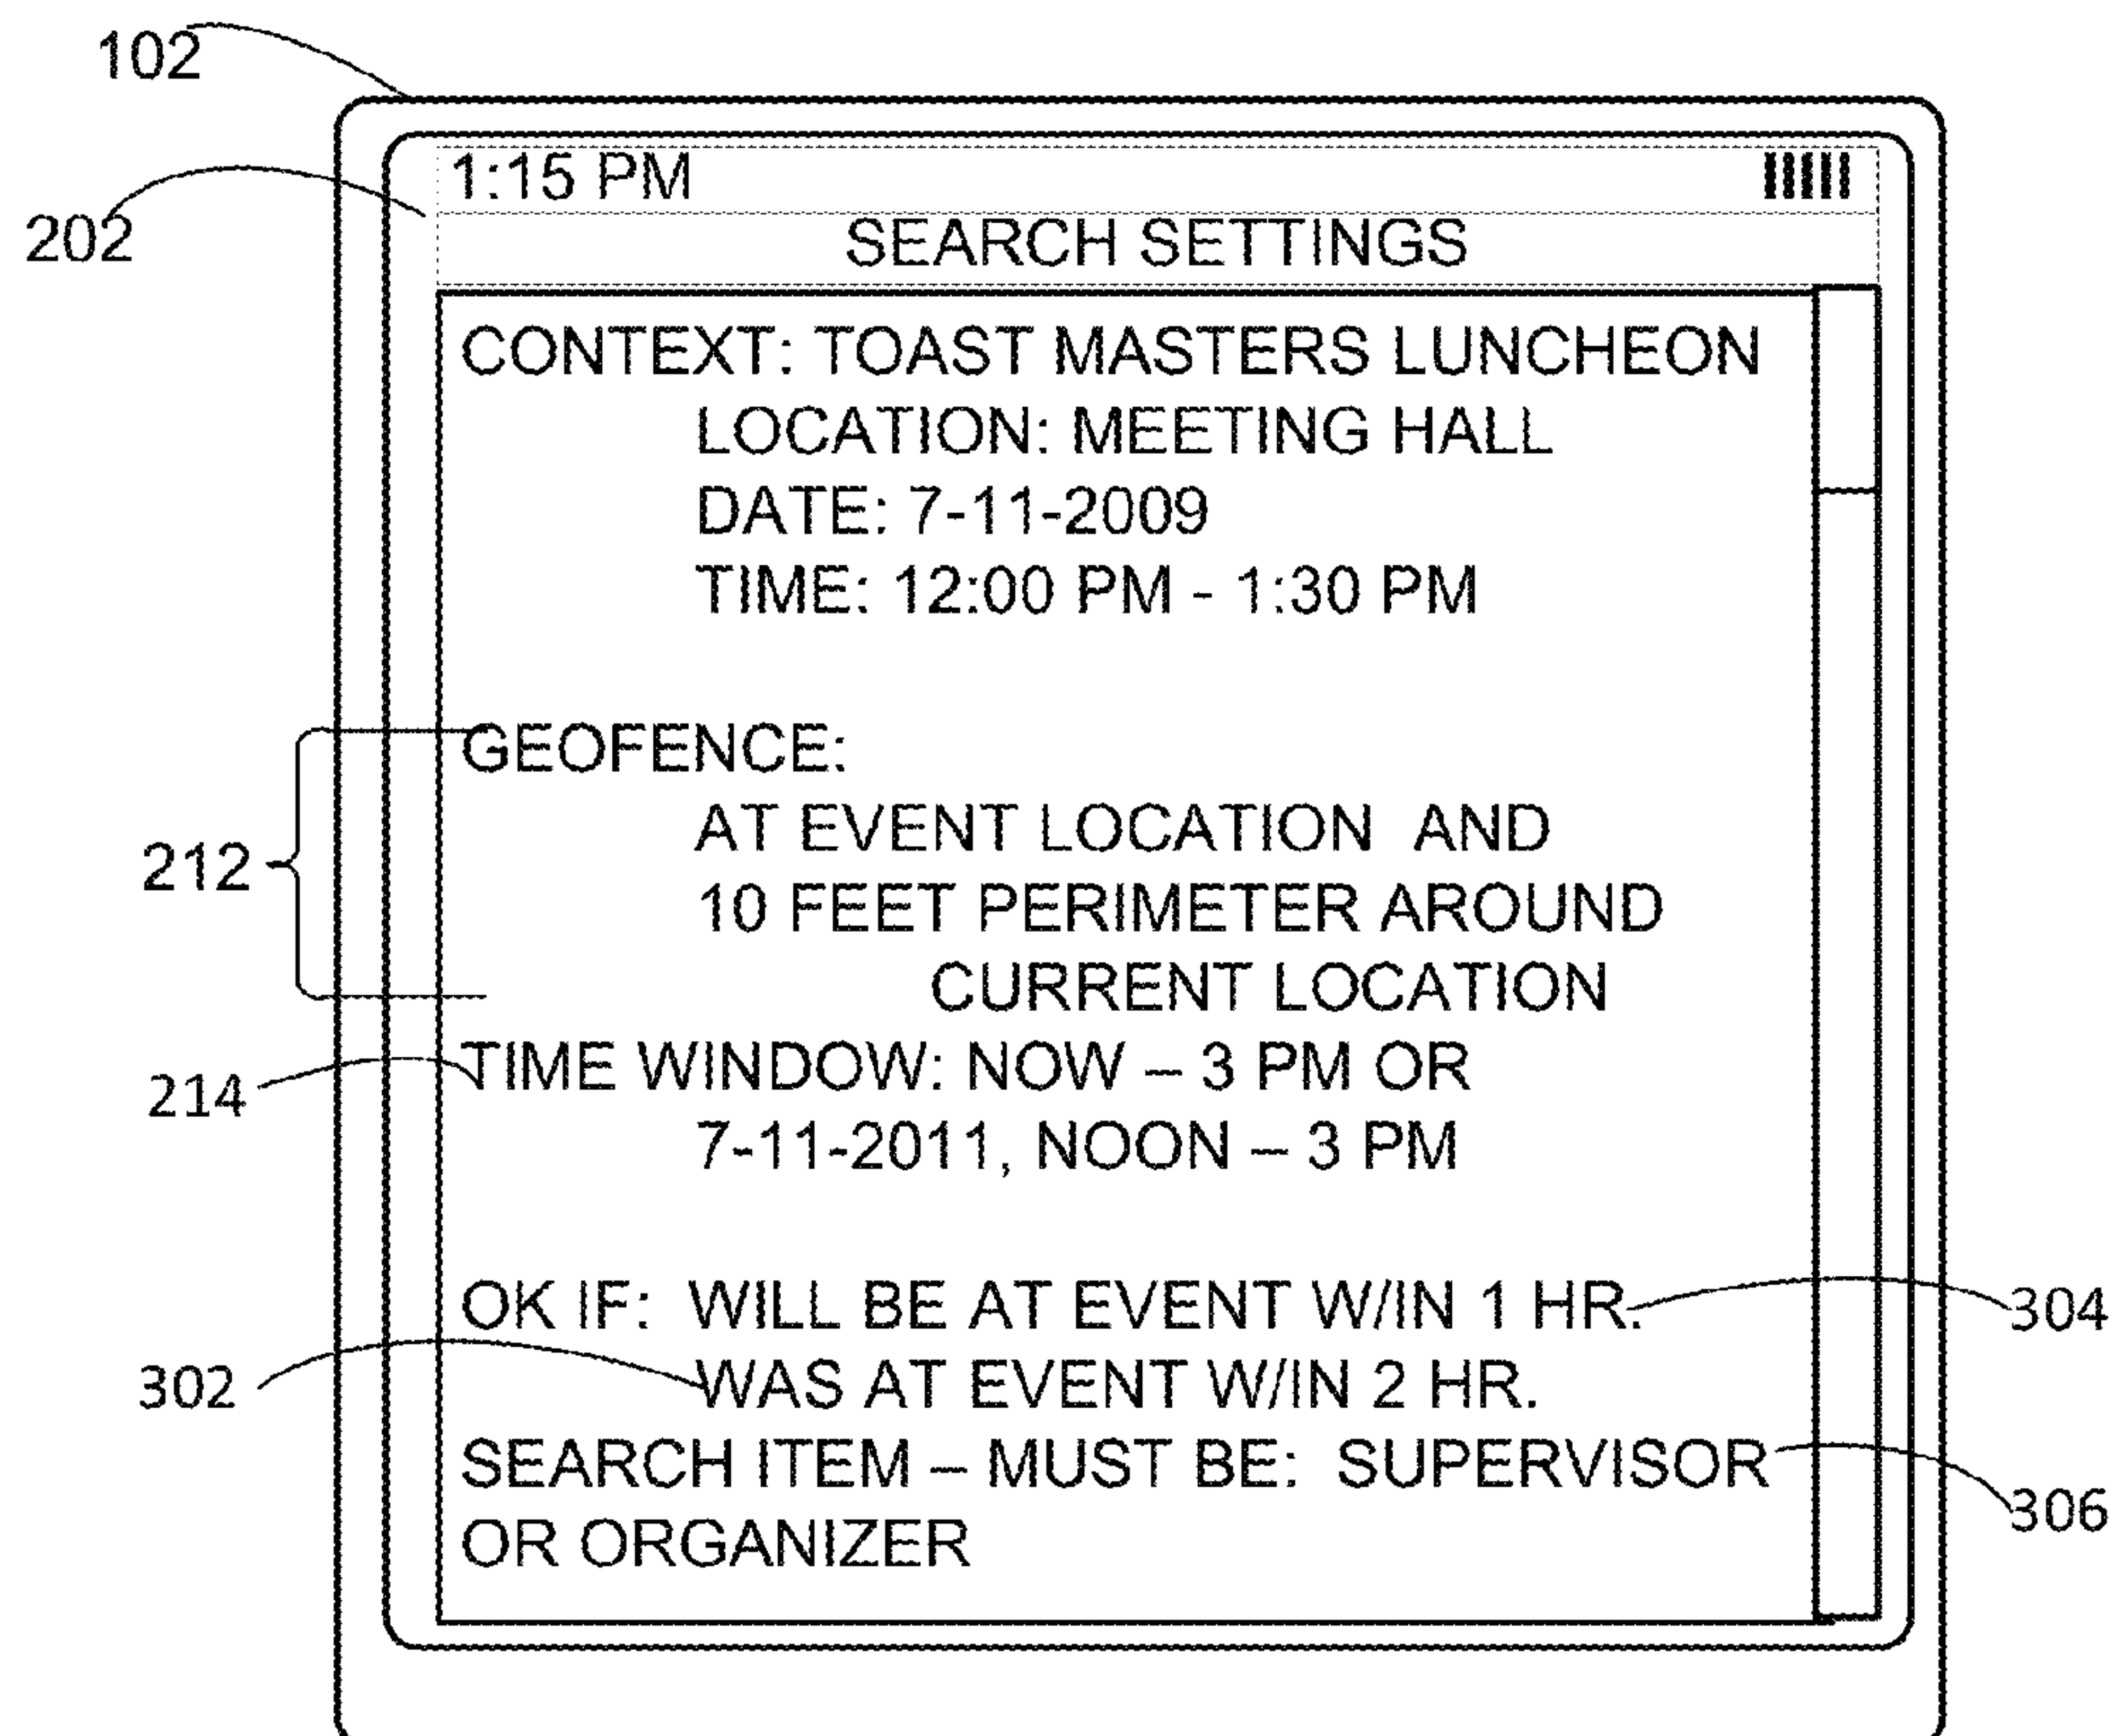 102
1:15 PM
202
SEARCH SETTINGS
CONTEXT: TOAST MASTERS LUNCHEON
LOCATION: MEETING HALL
DATE: 7-11-2009
TIME: 12:00 PM - 1:30 PM
GEOFENCE:
AT EVENT LOCATION AND
212
10 FEET PERIMETER AROUND
CURRENT LOCATION
TIME WINDOW: NOW – 3 PM OR
214
7-11-2011, NOON – 3 PM
OK IF: WILL BE AT EVENT W/IN 1 HR.
304
302
WAS AT EVENT W/IN 2 HR.
SEARCH ITEM – MUST BE: SUPERVISOR
306
OR ORGANIZER